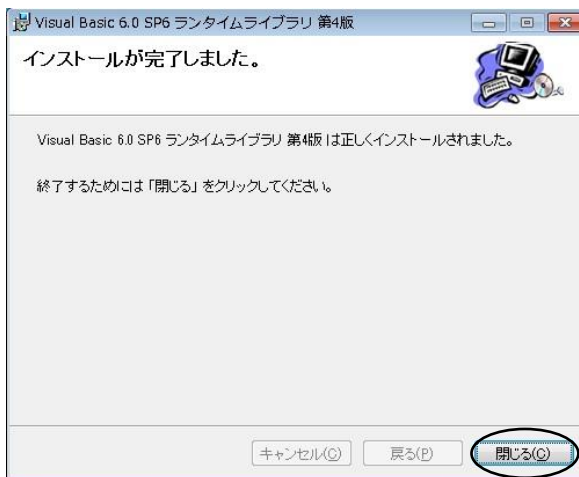 Visual Basic 6.0 SP6 ランタイムライブラリ 第4版
インストールが完了しました。
Visual Basic 6.0 SP6 ランタイムライブラリ 第4版 は正しくインストールされました。
終了するためには「閉じる」をクリックしてください。
キャンセル(C) 戻る(P) 閉じる(C)